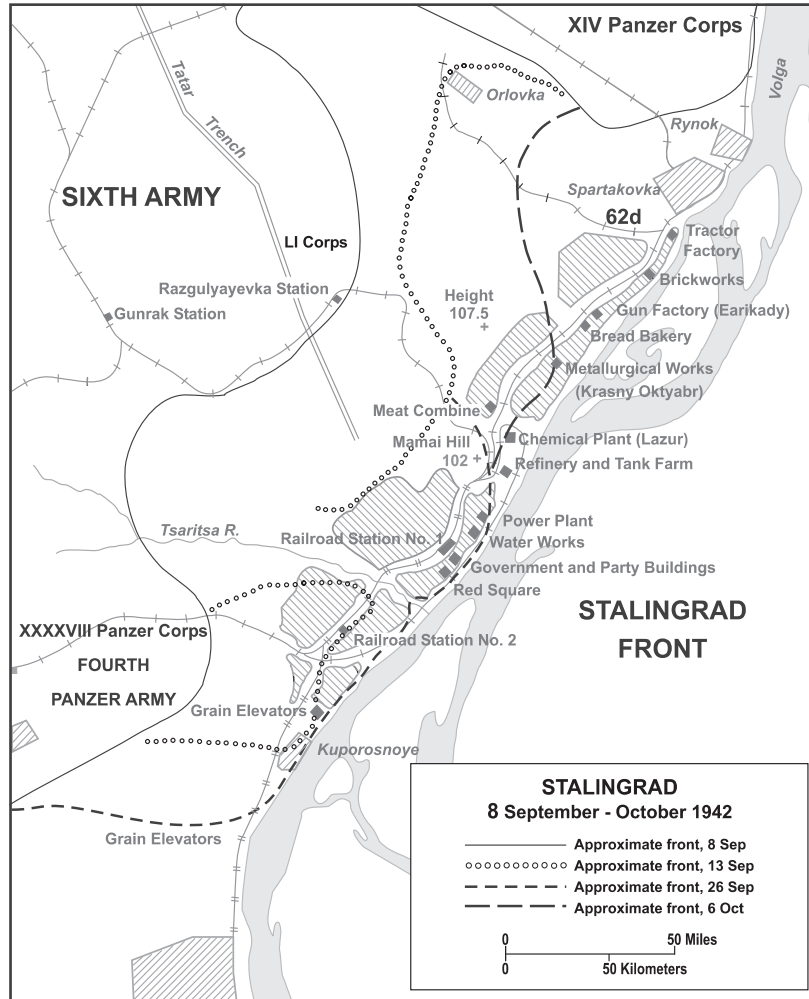 XIV Panzer Corps
Volga
Tatar
Trench
Orlovka
Rynok
SIXTH ARMY
Spartakovka
62d
LI Corps
Tractor
Factory
Razgulyayevka Station
Brickworks
Height
107.5
Gunrak Station
Gun Factory (Earikady)
Bread Bakery
Metallurgical Works
(Krasny Oktyabr)
Meat Combine
Mamai Hill
102
Chemical Plant (Lazur)
Refinery and Tank Farm
Tsaritsa R.
Railroad Station No. 1
Power Plant
Water Works
Government and Party Buildings
Red Square
STALINGRAD
FRONT
XXXXVIII Panzer Corps
FOURTH
PANZER ARMY
Railroad Station No. 2
Grain Elevators
Kuporosnoye
Grain Elevators
STALINGRAD
8 September - October 1942
Approximate front, 8 Sep
Approximate front, 13 Sep
Approximate front, 26 Sep
Approximate front, 6 Oct
0 50 Miles
0 50 Kilometers